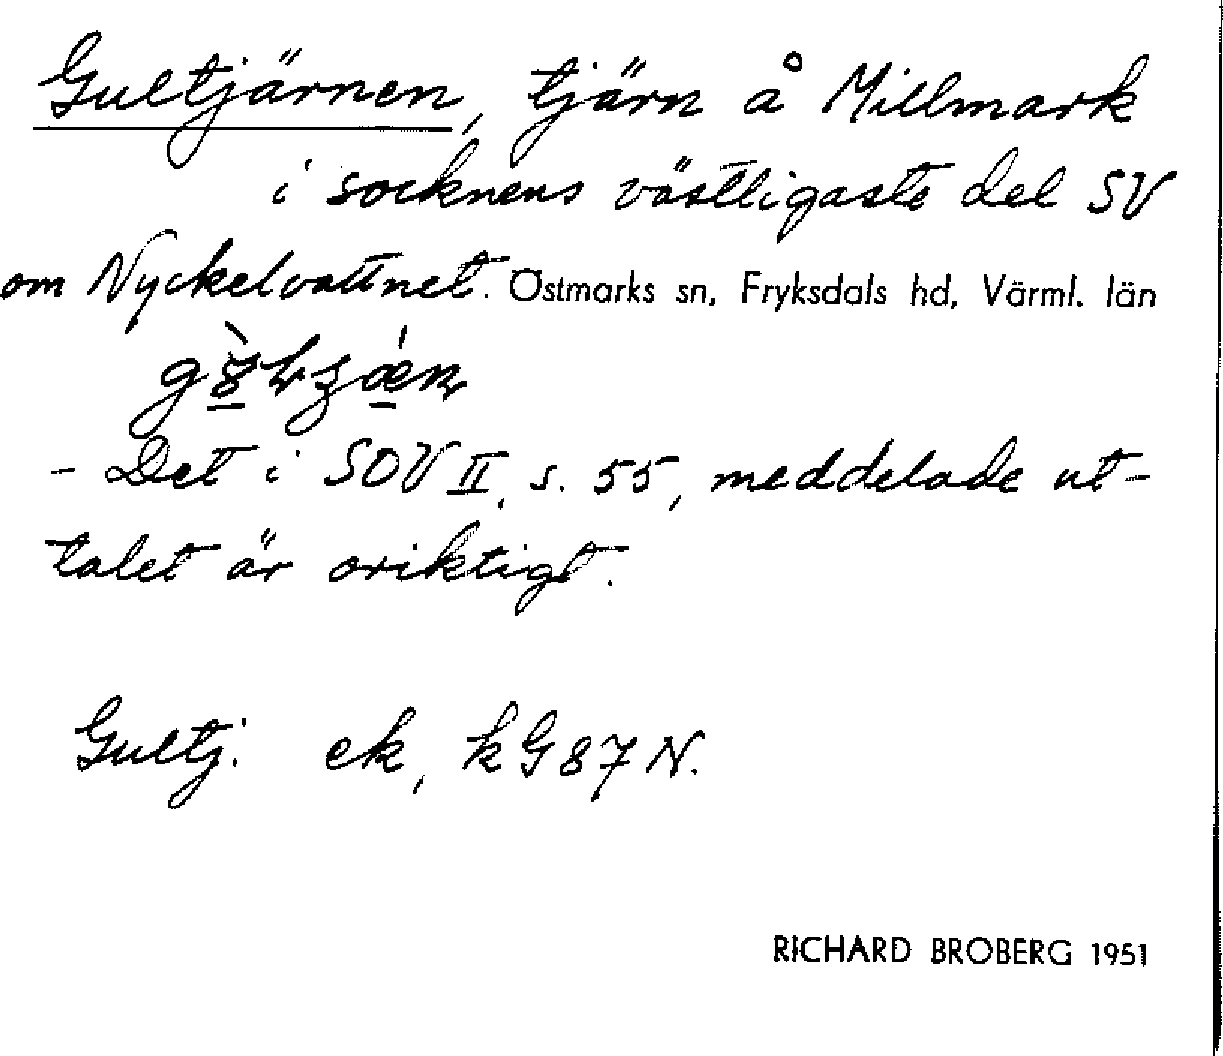 Gultjärnen, tjärn å Millmark
i socknens västligaste del SV
om Nyckelvattnet. Östmarks sn, Fryksdals hd, Värml. län
- Det i SOV II, s. 55, meddelade ut-
talet är oriktigt.
Gultj. ek, kG87N.
RICHARD BROBERG 1951